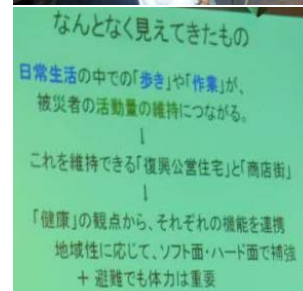 なんとなく見えてきたもの
日常生活の中での「歩き」や「作業」が、
被災者の活動量の維持につながる。
↓
これを維持できる「復興公営住宅」と「商店街」
↓
「健康」の観点から、それぞれの機能を連携
地域性に応じて、ソフト面・ハード面で補強
＋ 避難でも体力は重要